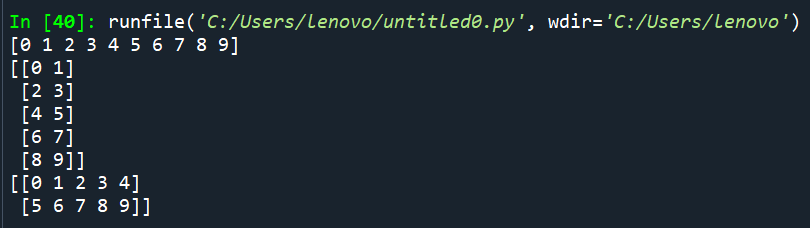 In [40]: runfile('C:/Users/lenovo/untitled0.py', wdir='C:/Users/lenovo')
[0 1 2 3 4 5 6 7 8 9]
[[0 1]
 [2 3]
 [4 5]
 [6 7]
 [8 9]]
[[0 1 2 3 4]
 [5 6 7 8 9]]